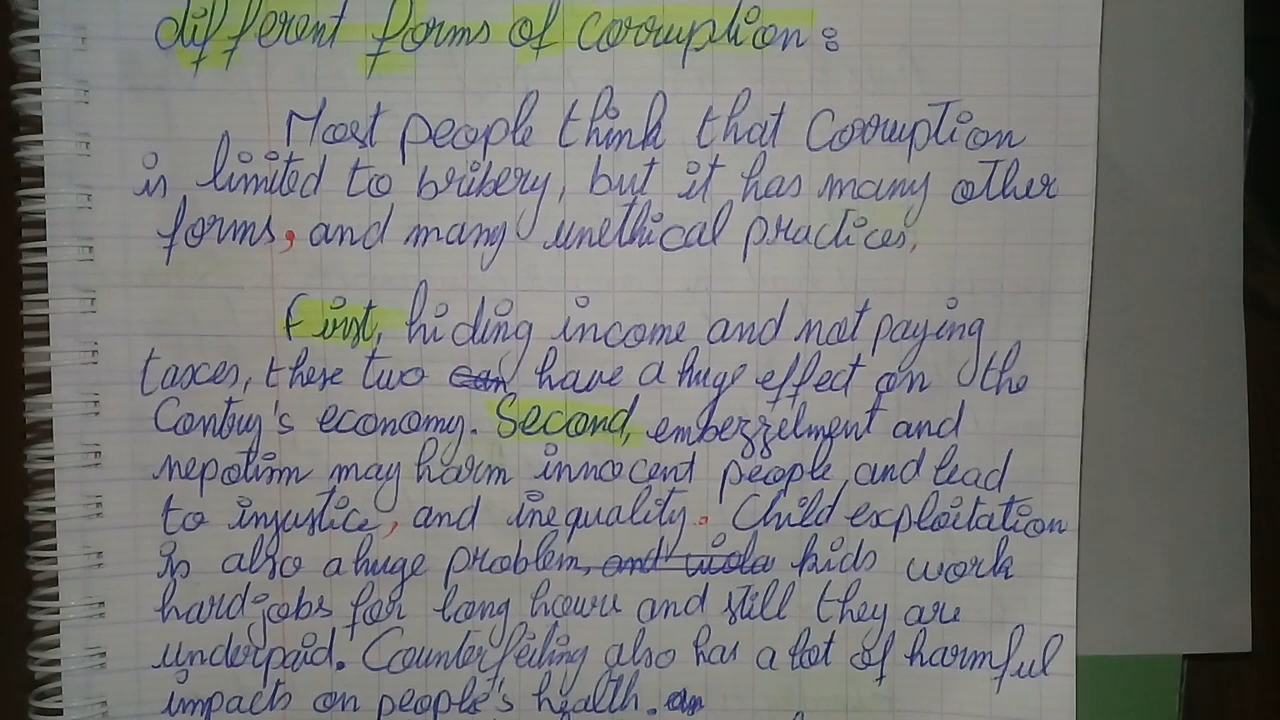 different forms of corruption :
Most people think that Corruption
is limited to bribery, but it has many other
forms, and many unethical practices.
First, hiding income and not paying
taxes, these two can have a huge effect on the
Contry's economy. Second, embezzelment and
nepotism may harm innocent people, and lead
to injustice, and inequality. Child exploitation
is also a huge problem, and viola kids work
hard jobs for long hours and still they are
underpaid. Counterfeiting also has a lot of harmful
impacts on people's health.